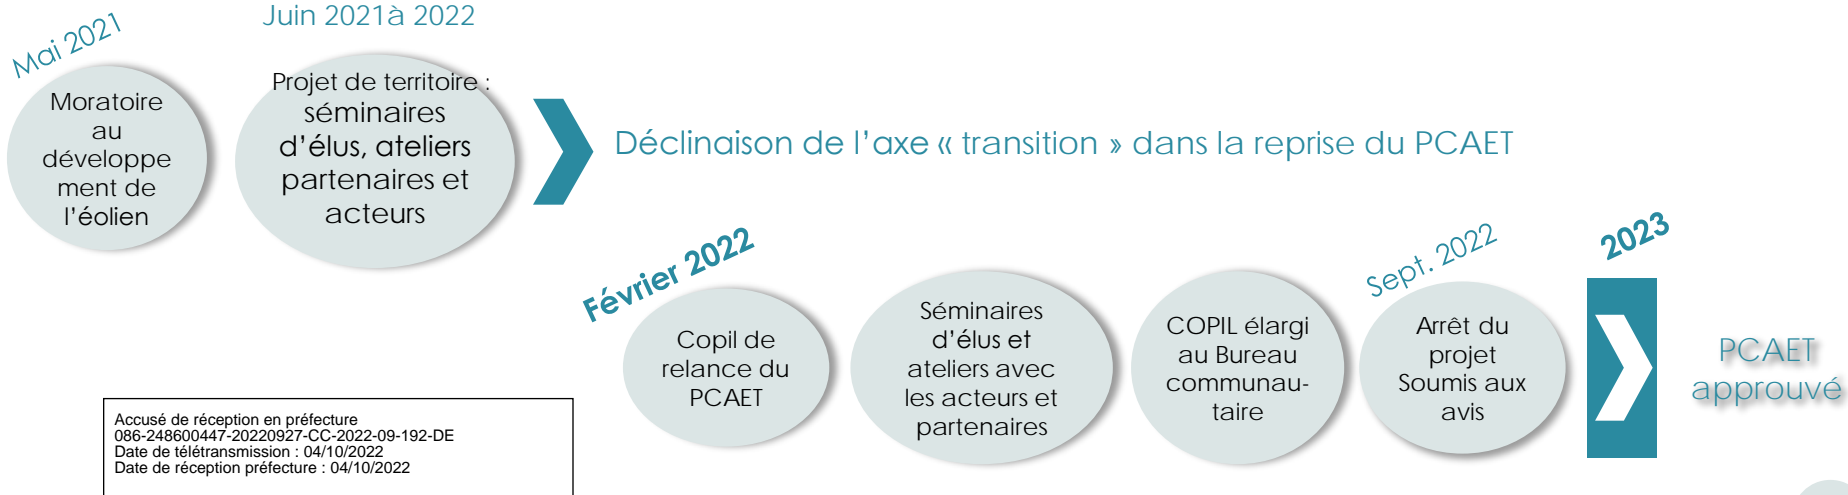 Mai 2021
Moratoire
au
développe
ment de
l’éolien
Juin 2021à 2022
Projet de territoire :
séminaires
d’élus, ateliers
partenaires et
acteurs
Déclinaison de l’axe « transition » dans la reprise du PCAET
Février 2022
Copil de
relance du
PCAET
Séminaires
d’élus et
ateliers avec
les acteurs et
partenaires
COPIL élargi
au Bureau
communau-
taire
Sept. 2022
Arrêt du
projet
Soumis aux
avis
2023
PCAET
approuvé
Accusé de réception en préfecture
086-248600447-20220927-CC-2022-09-192-DE
Date de télétransmission : 04/10/2022
Date de réception préfecture : 04/10/2022